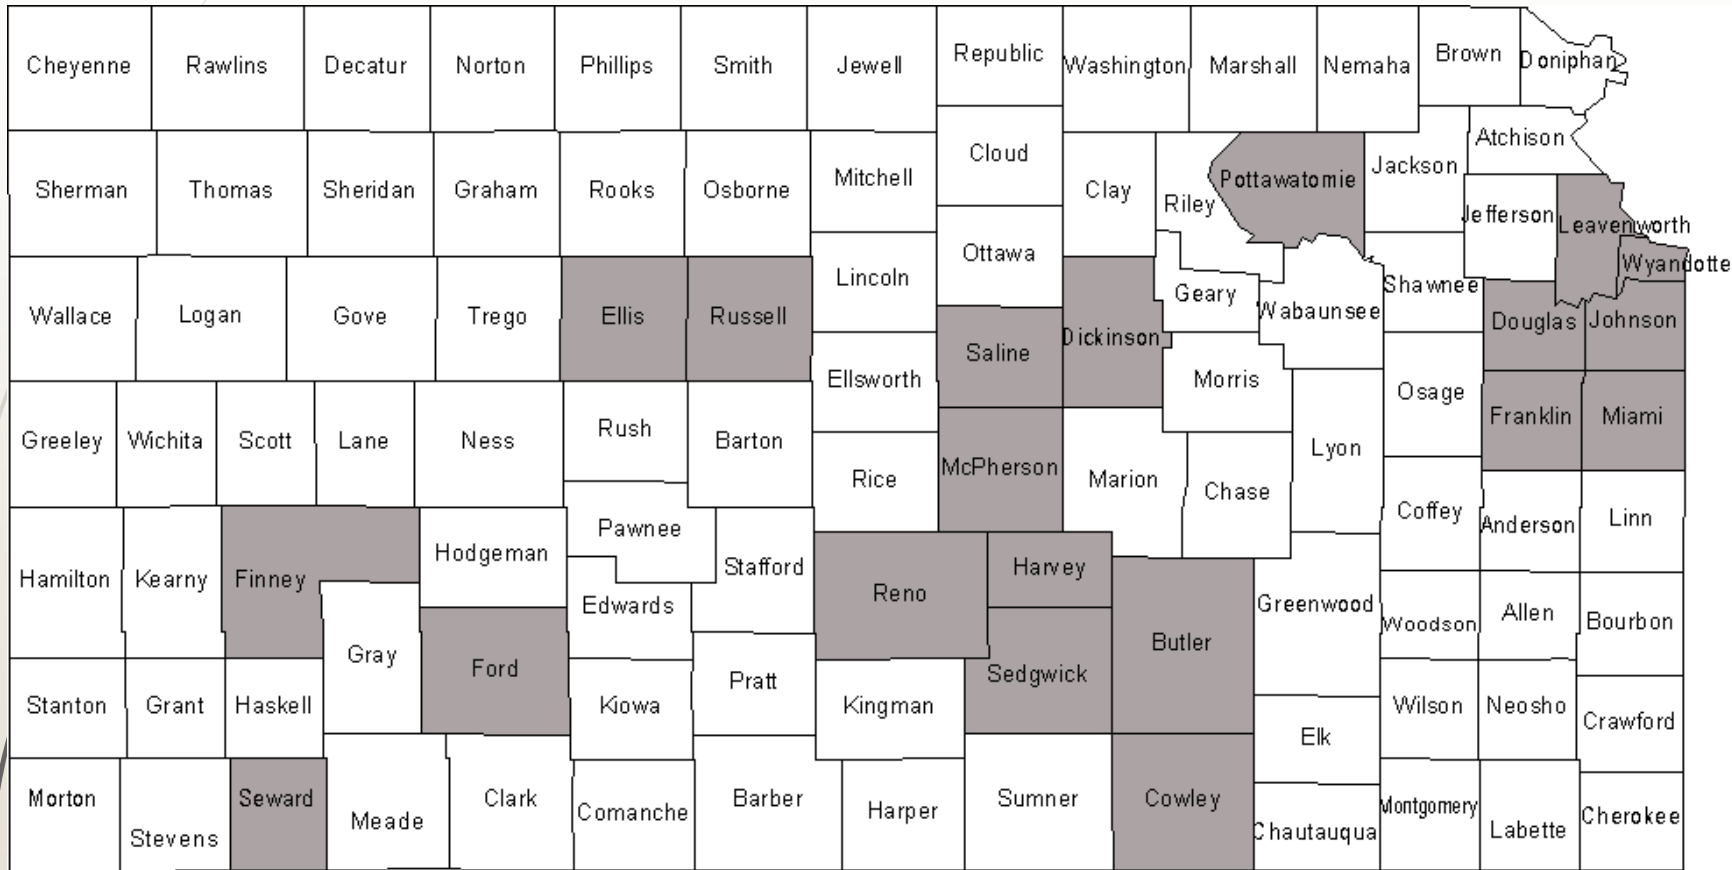 Cheyenne
Rawlins
Decatur
Norton
Phillips
Smith
Jewell
Republic
Washington
Marshall
Nemaha
Brown
Doniphan
Sherman
Thomas
Sheridan
Graham
Rooks
Osborne
Mitchell
Cloud
Clay
Riley
Pottawatomie
Jackson
Atchison
Jefferson
Leavenworth
Wyandotte
Wallace
Logan
Gove
Trego
Ellis
Russell
Lincoln
Ottawa
Saline
Dickinson
Geary
Wabaunsee
Shawnee
Douglas
Johnson
Greeley
Wichita
Scott
Lane
Ness
Rush
Barton
Ellsworth
Rice
McPherson
Marion
Morris
Chase
Lyon
Osage
Franklin
Miami
Hamilton
Kearny
Finney
Hodgeman
Pawnee
Stafford
Edwards
Reno
Harvey
Butler
Greenwood
Coffey
Anderson
Linn
Woodson
Allen
Bourbon
Stanton
Grant
Haskell
Gray
Ford
Kiowa
Pratt
Kingman
Sedgwick
Elk
Wilson
Neosho
Crawford
Morton
Stevens
Seward
Meade
Clark
Comanche
Barber
Harper
Sumner
Cowley
Chautauqua
Montgomery
Labette
Cherokee